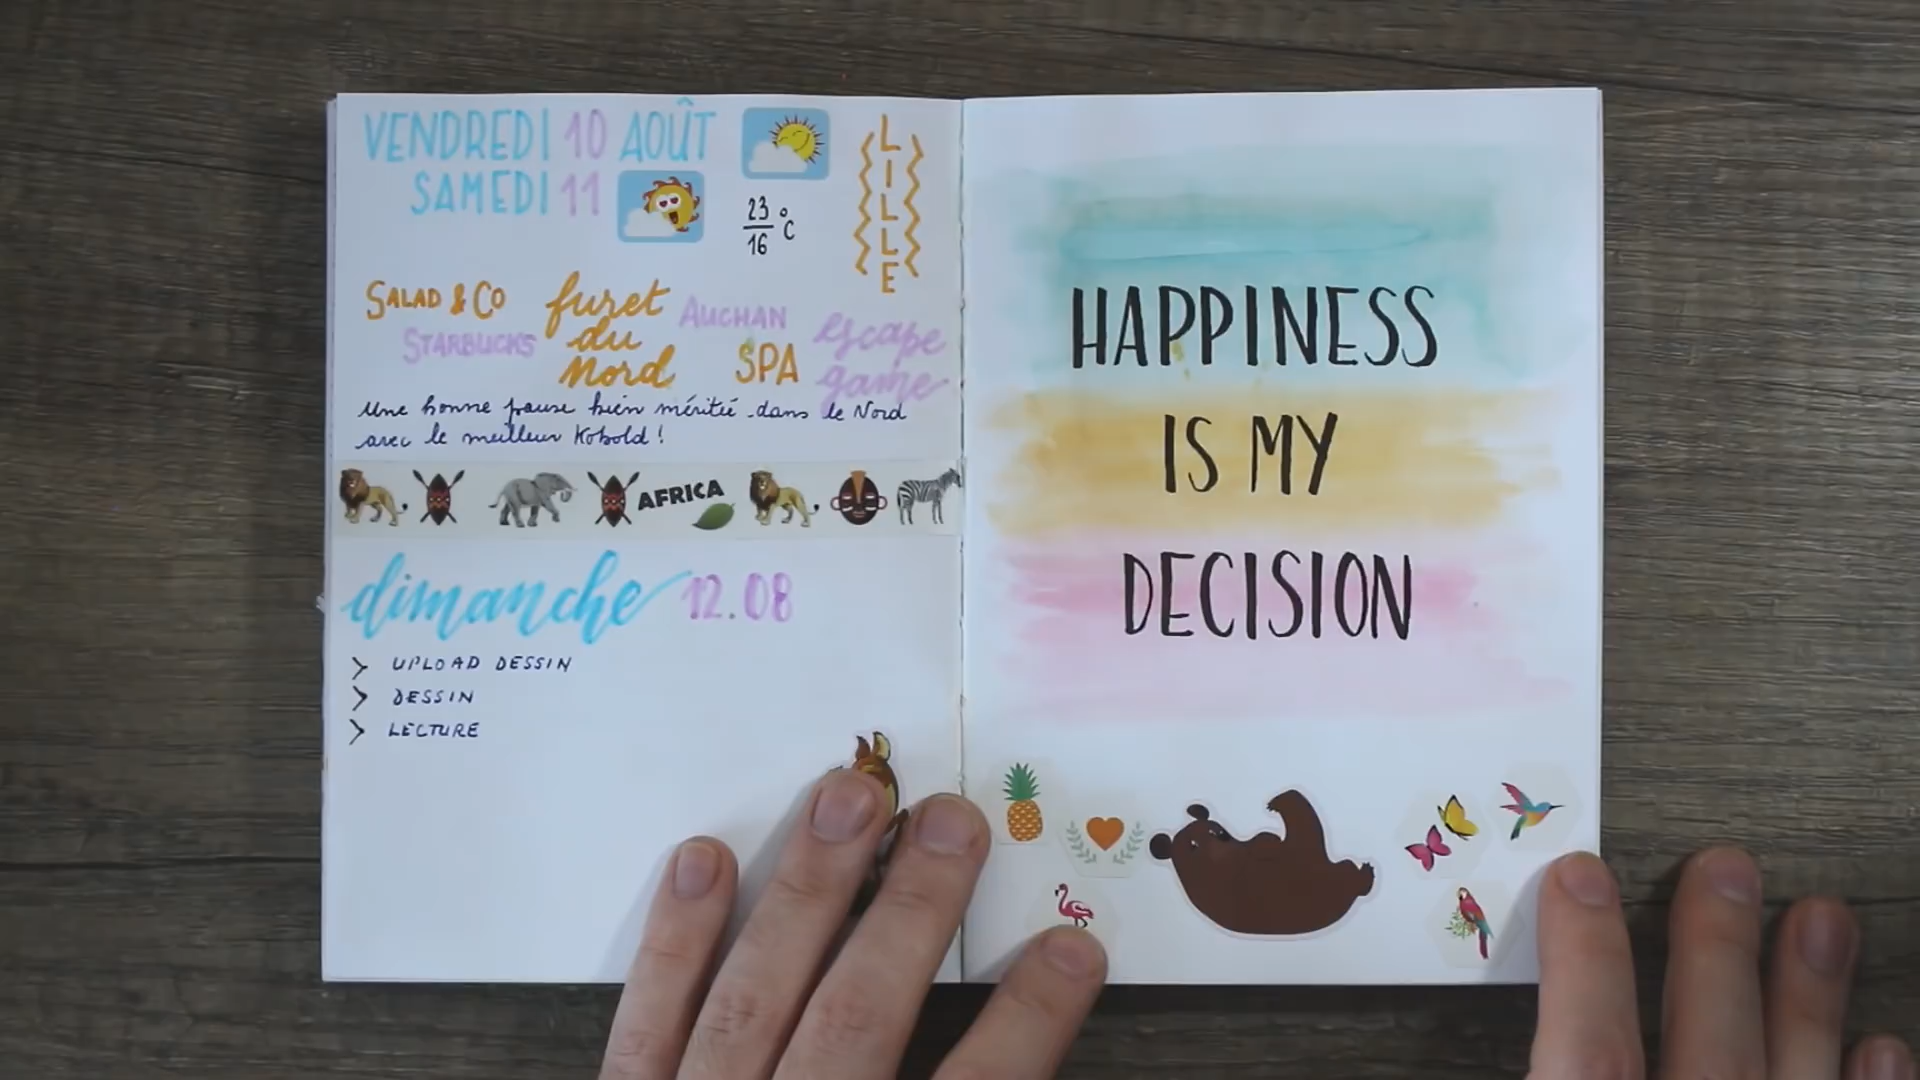 VENDREDI 10 AOÛT
SAMEDI 11
23
16 °C
LILLE
SALAD & CO
STARBUCKS
furet
du
Nord
AUCHAN
SPA
escape
game
Une bonne pause bien méritée dans le Nord
avec le meilleur Kobold !
AFRICA
dimanche 12.08
> UPLOAD DESSIN
> DESSIN
> LECTURE
HAPPINESS
IS MY
DECISION